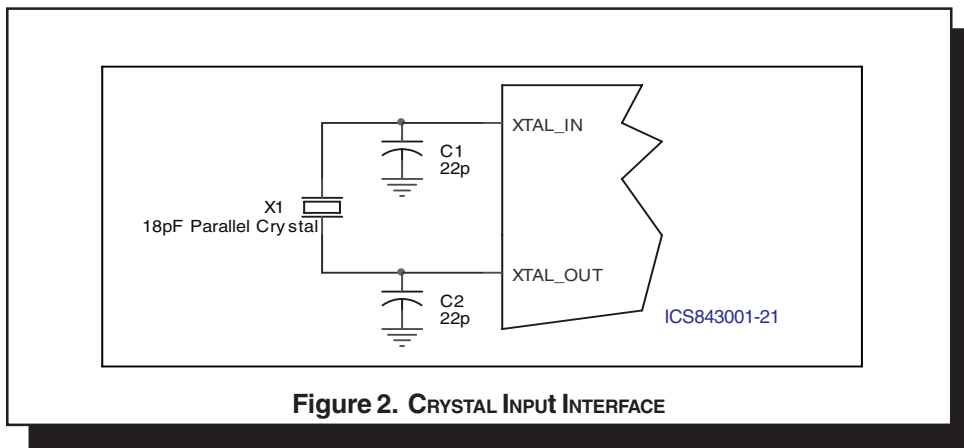 XTAL_IN
C1
22p
X1
18pF Parallel Crystal
XTAL_OUT
C2
22p
ICS843001-21
Figure 2. CRYSTAL INPUt INTERFACE